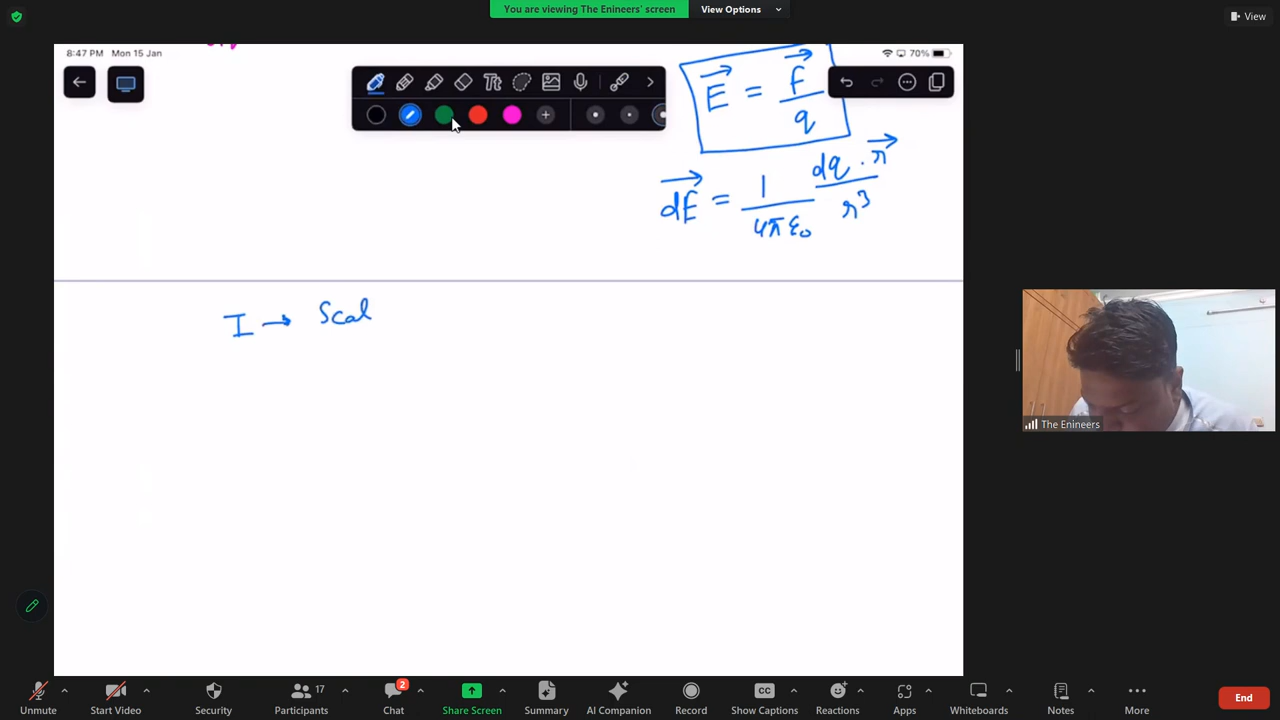 You are viewing The Enineers' screen
View Options
View
8:47 PM Mon 15 Jan
70%
Tt
E = F / q
dE = 1 / 4πε₀ dq . r / r³
I → Scal
The Enineers
Unmute
Start Video
Security
17
Participants
2
Chat
Share Screen
Summary
AI Companion
Record
CC
Show Captions
Reactions
Apps
Whiteboards
Notes
More
End